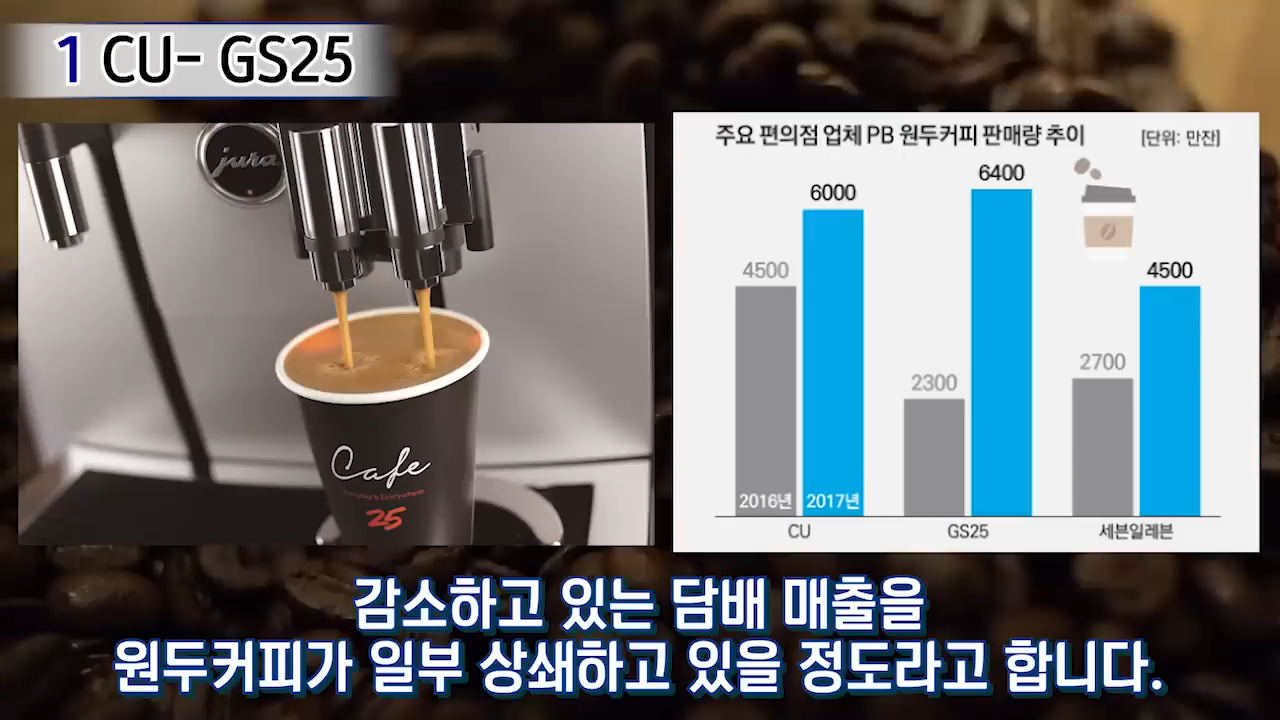 1 CU- GS25
jura
Cafe
Everyday & Everywhere
25
주요 편의점 업체 PB 원두커피 판매량 추이
[단위: 만잔]
4500
6000
2300
6400
2700
4500
2016년
2017년
CU
GS25
세븐일레븐
감소하고 있는 담배 매출을
원두커피가 일부 상쇄하고 있을 정도라고 합니다.